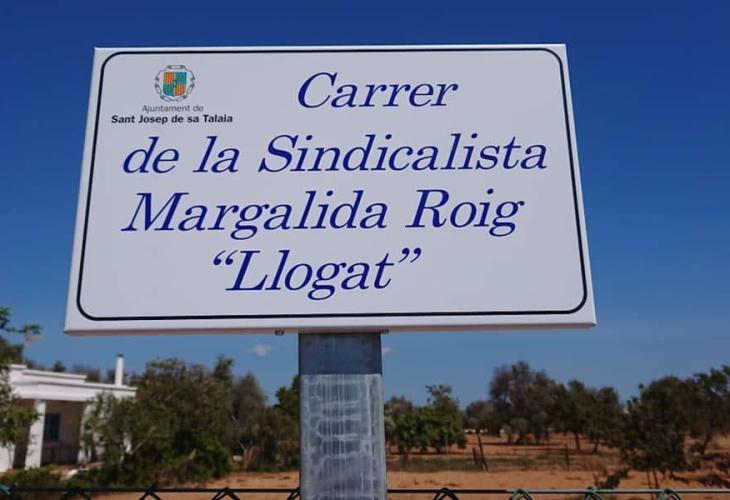 Ajuntament de
Sant Josep de sa Talaia
Carrer
de la Sindicalista
Margalida Roig
“Llogat”